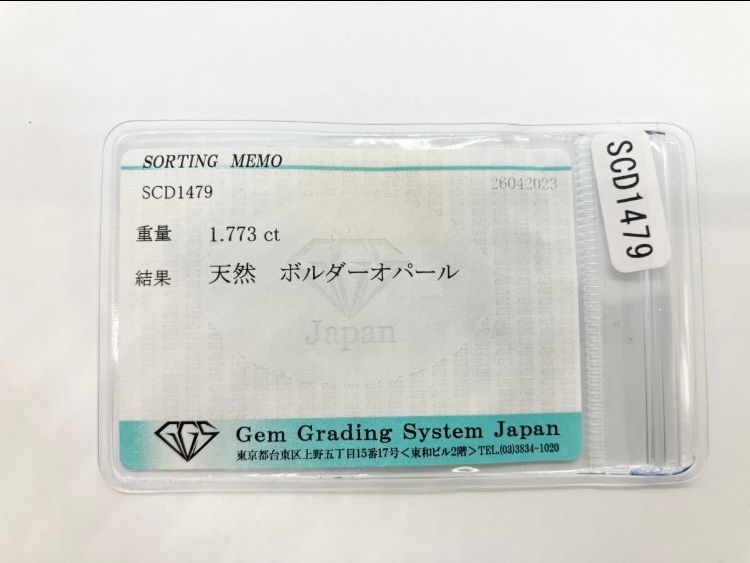 SORTING MEMO
SCD1479
26042023
重量 1.773 ct
結果 天然 ボルダーオパール
Japan
GGS
Gem Grading System Japan
東京都台東区上野五丁目15番17号<東和ビル2階>TEL.(03)3834-1020
SCD1479